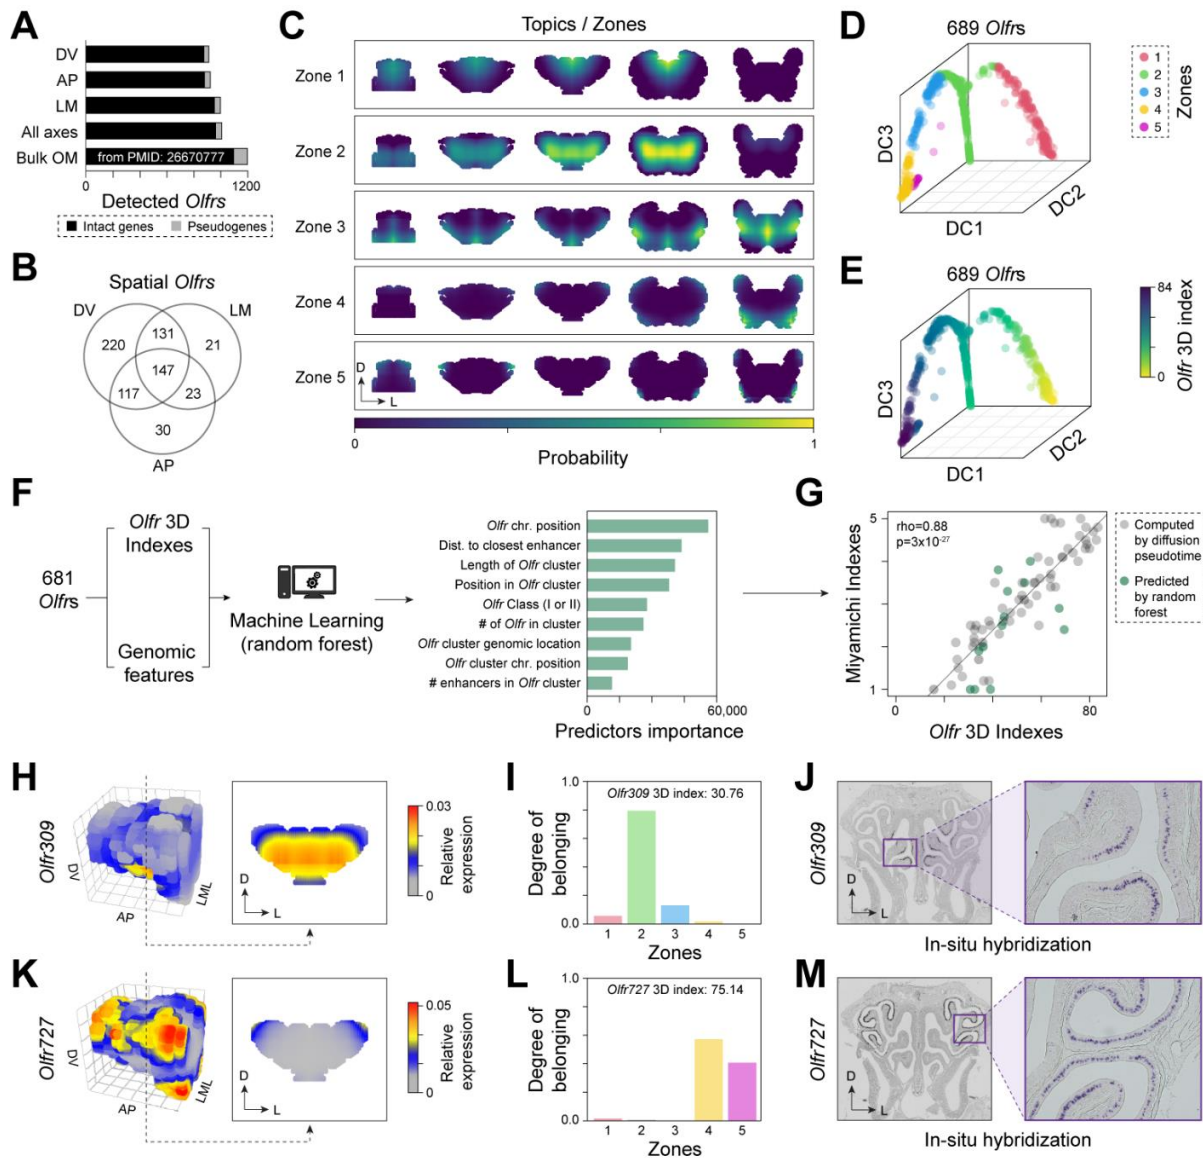 A
DV
AP
LM
All axes
Bulk OM
from PMID: 26670777
0
1200
Detected Olfrs
Intact genes
Pseudogenes
B
Spatial Olfrs
DV
LM
220
131
21
147
117
23
30
AP
C
Topics / Zones
Zone 1
Zone 2
Zone 3
Zone 4
Zone 5
D
L
0
1
Probability
D
689 Olfrs
DC3
DC1
DC2
1
2
3
4
5
Zones
E
689 Olfrs
DC3
DC1
DC2
84
0
Olfr 3D index
F
681
Olfrs
Olfr 3D
Indexes
Genomic
features
Machine Learning
(random forest)
Olfr chr. position
Dist. to closest enhancer
Length of Olfr cluster
Position in Olfr cluster
Olfr Class (I or II)
# of Olfr in cluster
Olfr cluster genomic location
Olfr cluster chr. position
# enhancers in Olfr cluster
0
60,000
Predictors importance
G
5
rho=0.88
p=3x10-27
Miyamichi Indexes
1
0
40
80
Olfr 3D Indexes
Computed
by diffusion
pseudotime
Predicted
by random
forest
H
Olfr309
DV
AP
LML
D
L
0.03
0
Relative
expression
I
1.0
Olfr309 3D index: 30.76
Degree of
belonging
0.0
1 2 3 4 5
Zones
J
Olfr309
D
L
In-situ hybridization
K
Olfr727
DV
AP
LML
D
L
0.05
0
Relative
expression
L
1.0
Olfr727 3D index: 75.14
Degree of
belonging
0.0
1 2 3 4 5
Zones
M
Olfr727
D
L
In-situ hybridization